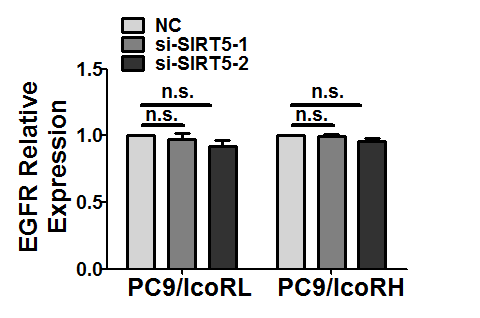 NC
si-SIRT5-1
si-SIRT5-2
EGFR Relative
Expression
1.5
1.0
0.5
0.0
n.s.
n.s.
n.s.
n.s.
PC9/IcoRL
PC9/IcoRH